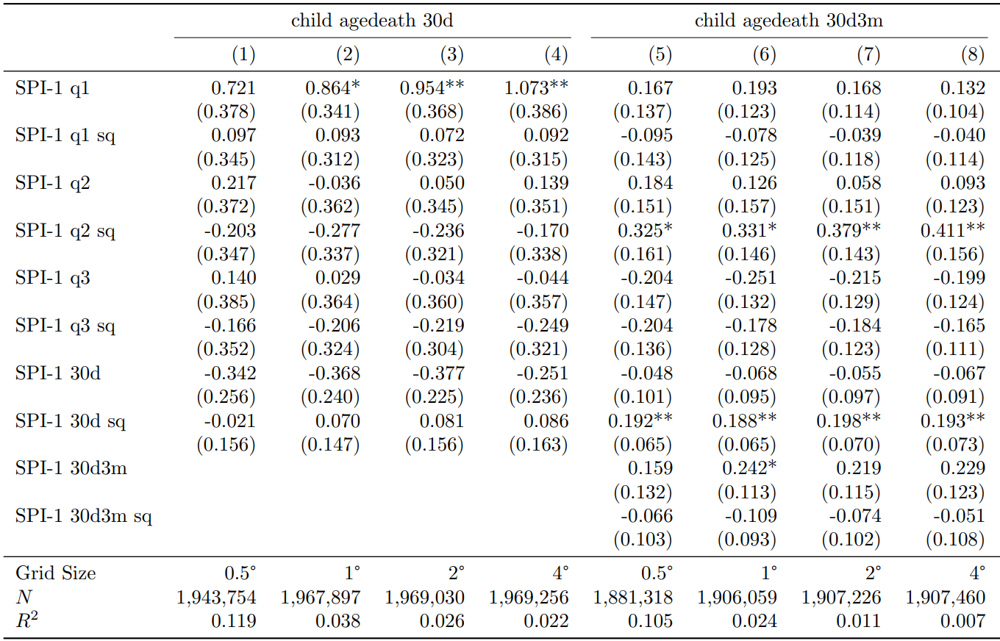 child agedeath 30d child agedeath 30d3m
(1) (2) (3) (4) (5) (6) (7) (8)
SPI-1 q1 0.721 0.864* 0.954** 1.073** 0.167 0.193 0.168 0.132
(0.378) (0.341) (0.368) (0.386) (0.137) (0.123) (0.114) (0.104)
SPI-1 q1 sq 0.097 0.093 0.072 0.092 -0.095 -0.078 -0.039 -0.040
(0.345) (0.312) (0.323) (0.315) (0.143) (0.125) (0.118) (0.114)
SPI-1 q2 0.217 -0.036 0.050 0.139 0.184 0.126 0.058 0.093
(0.372) (0.362) (0.345) (0.351) (0.151) (0.157) (0.151) (0.123)
SPI-1 q2 sq -0.203 -0.277 -0.236 -0.170 0.325* 0.331* 0.379** 0.411**
(0.347) (0.337) (0.321) (0.338) (0.161) (0.146) (0.143) (0.156)
SPI-1 q3 0.140 0.029 -0.034 -0.044 -0.204 -0.251 -0.215 -0.199
(0.385) (0.364) (0.360) (0.357) (0.147) (0.132) (0.129) (0.124)
SPI-1 q3 sq -0.166 -0.206 -0.219 -0.249 -0.204 -0.178 -0.184 -0.165
(0.352) (0.324) (0.304) (0.321) (0.136) (0.128) (0.123) (0.111)
SPI-1 30d -0.342 -0.368 -0.377 -0.251 -0.048 -0.068 -0.055 -0.067
(0.256) (0.240) (0.225) (0.236) (0.101) (0.095) (0.097) (0.091)
SPI-1 30d sq -0.021 0.070 0.081 0.086 0.192** 0.188** 0.198** 0.193**
(0.156) (0.147) (0.156) (0.163) (0.065) (0.065) (0.070) (0.073)
SPI-1 30d3m 0.159 0.242* 0.219 0.229
(0.132) (0.113) (0.115) (0.123)
SPI-1 30d3m sq -0.066 -0.109 -0.074 -0.051
(0.103) (0.093) (0.102) (0.108)
Grid Size 0.5° 1° 2° 4° 0.5° 1° 2° 4°
N 1,943,754 1,967,897 1,969,030 1,969,256 1,881,318 1,906,059 1,907,226 1,907,460
R² 0.119 0.038 0.026 0.022 0.105 0.024 0.011 0.007